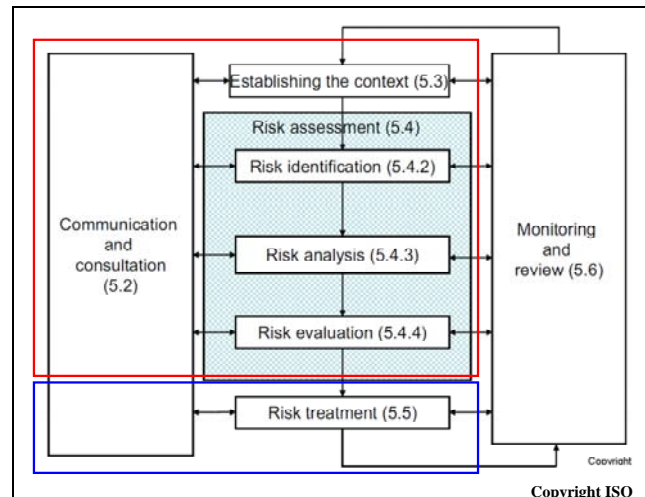 Establishing the context (5.3)
Risk assessment (5.4)
Risk identification (5.4.2)
Communication
and
consultation
(5.2)
Risk analysis (5.4.3)
Monitoring
and
review (5.6)
Risk evaluation (5.4.4)
Risk treatment (5.5)
Copyright
Copyright ISO